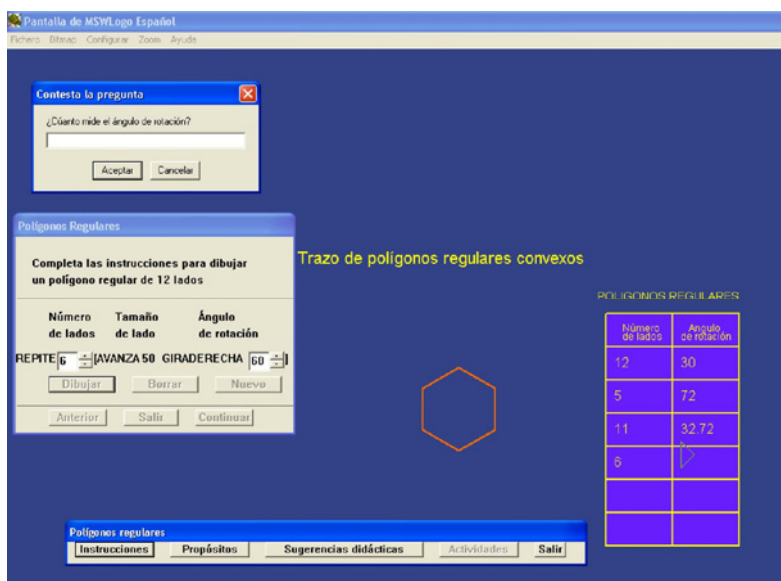 Pantalla de MSWLogo Español
Fichero Bitmap Configurar Zoom Ayuda
Contesta la pregunta
¿Cúanto mide el ángulo de rotación?
Aceptar Cancelar
Polígonos Regulares
Completa las instrucciones para dibujar
un polígono regular de 12 lados
Número Tamaño Ángulo
de lados de lado de rotación
REPITE 6 [AVANZA 50 GIRADERECHA 60 ]
Dibujar Borrar Nuevo
Anterior Salir Continuar
Trazo de polígonos regulares convexos
POLIGONOS REGULARES
Número Angulo
de lados de rotación
12 30
5 72
11 32.72
6
Polígonos regulares
Instrucciones Propósitos Sugerencias didácticas Actividades Salir